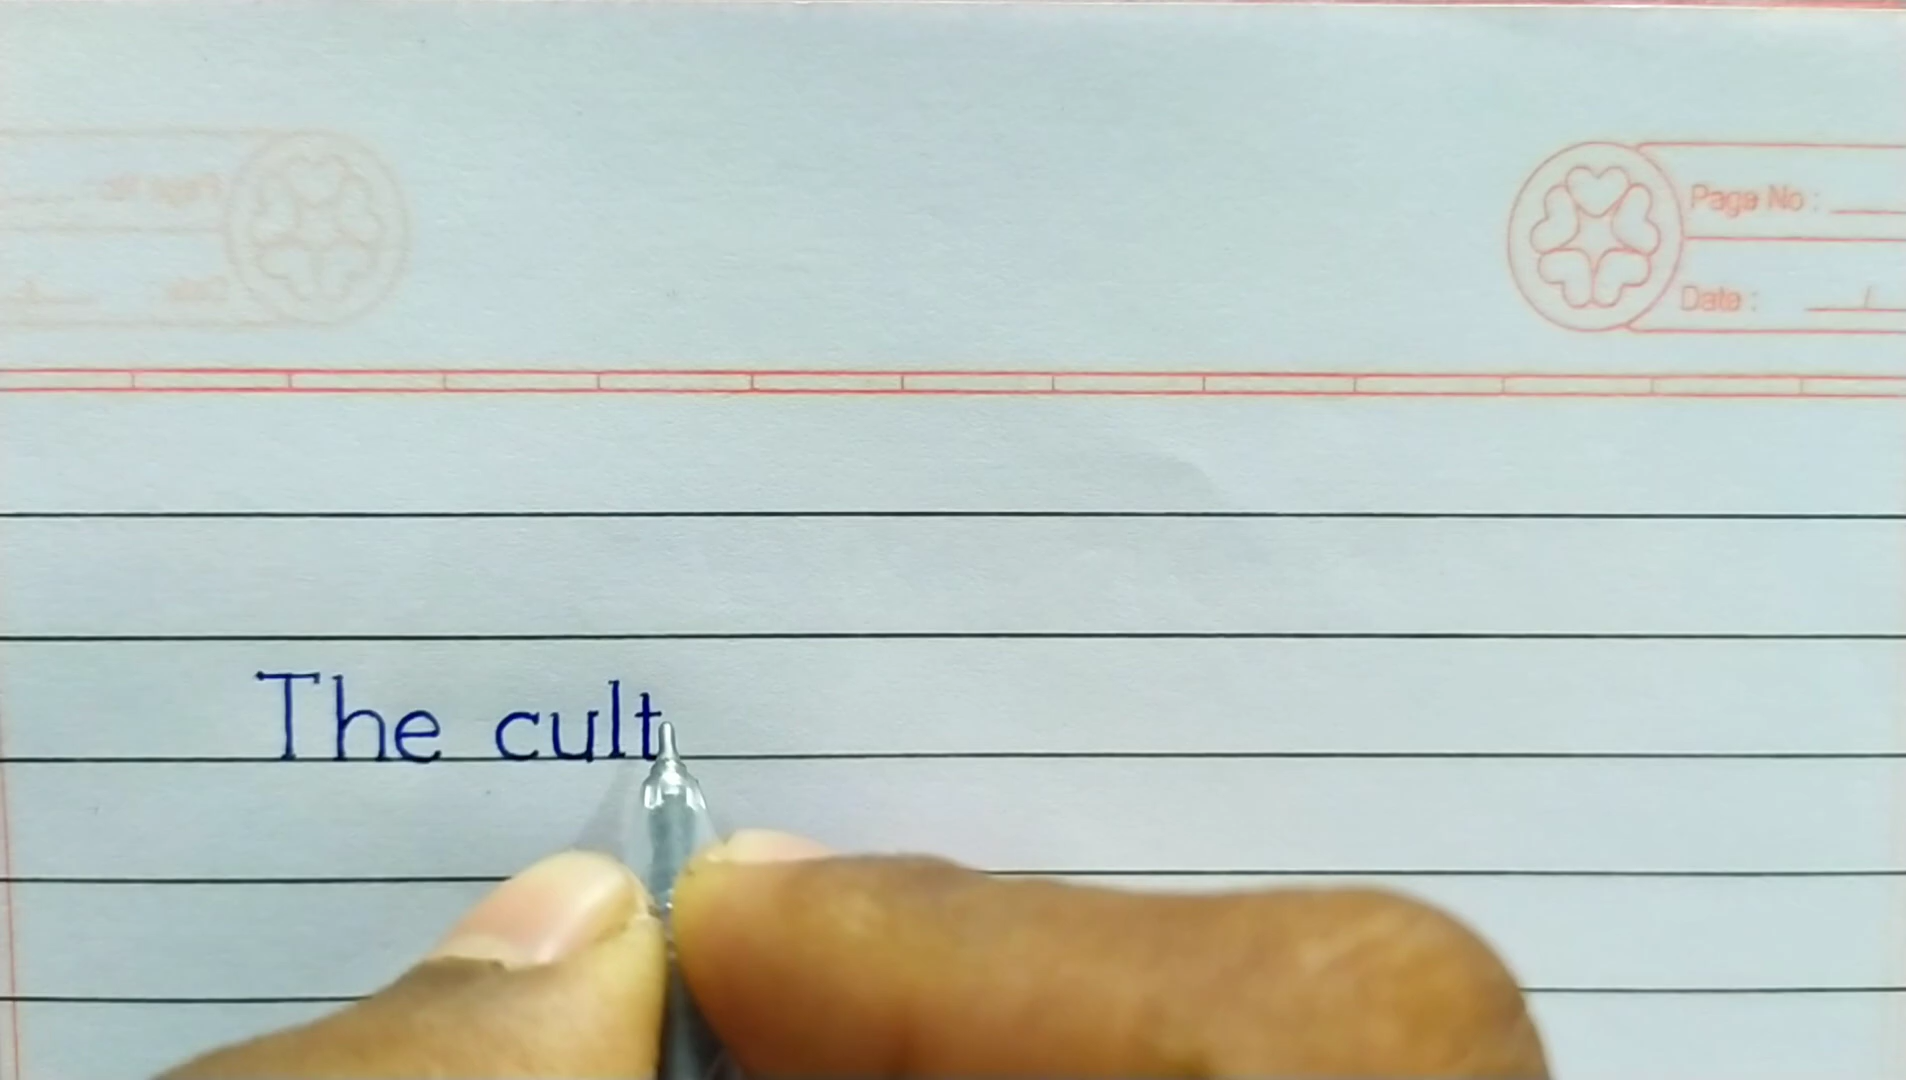 Page No :
Date :
The cult